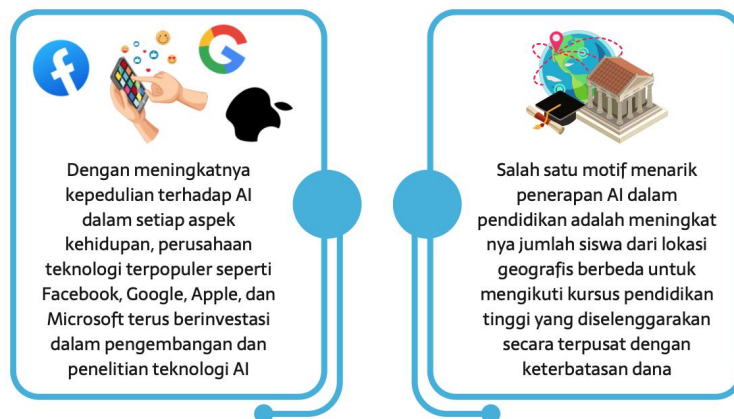 Dengan meningkatnya
kepedulian terhadap AI
dalam setiap aspek
kehidupan, perusahaan
teknologi terpopuler seperti
Facebook, Google, Apple, dan
Microsoft terus berinvestasi
dalam pengembangan dan
penelitian teknologi AI
Salah satu motif menarik
penerapan AI dalam
pendidikan adalah meningkat
nya jumlah siswa dari lokasi
geografis berbeda untuk
mengikuti kursus pendidikan
tinggi yang diselenggarakan
secara terpusat dengan
keterbatasan dana